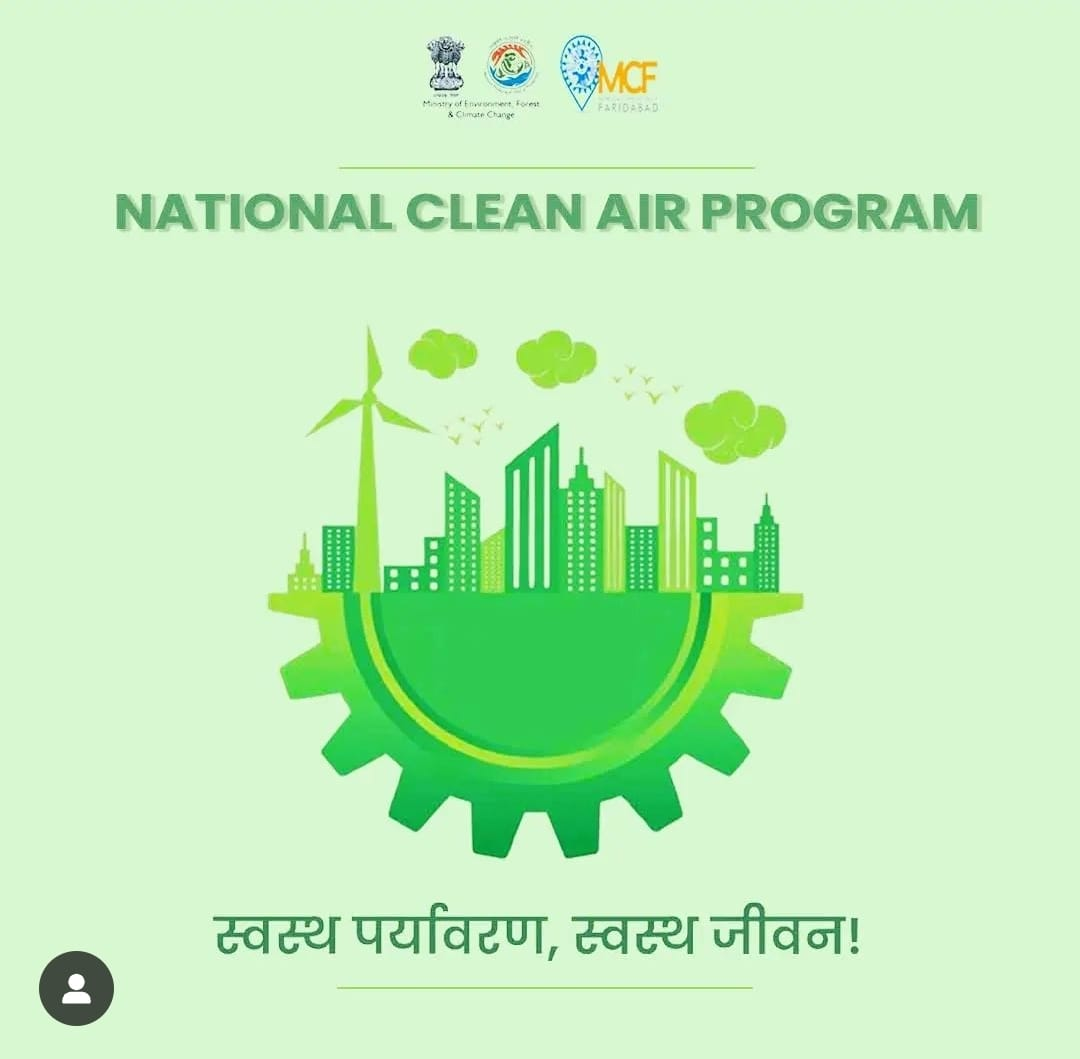 Ministry of Environment, Forest
& Climate Change
MCF
FARIDABAD
NATIONAL CLEAN AIR PROGRAM
स्वस्थ पर्यावरण, स्वस्थ जीवन!